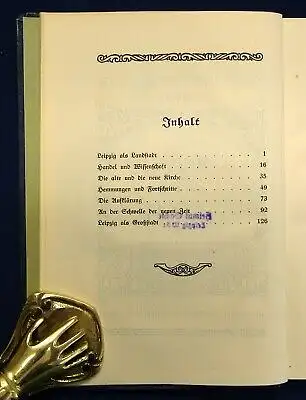 Inhalt
Leipzig als Landstadt . . . . . . . . . . 1
Handel und Wissenschaft . . . . . . . . . . 16
Die alte und die neue Kirche . . . . . . . . . . 35
Hemmungen und Fortschritte . . . . . . . . . . 49
Die Aufklärung . . . . . . . . . . 73
An der Schwelle der neuen Zeit . . . . . . . . . . 92
Leipzig als Großstadt . . . . . . . . . . 126